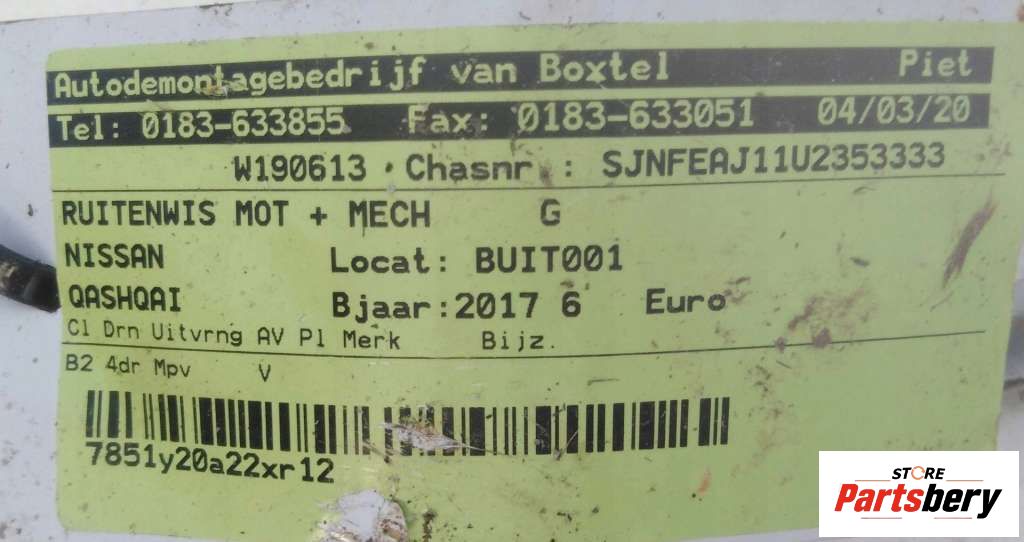 Autodemontagebedrijf van Boxtel Piet
Tel: 0183-633855 Fax: 0183-633051 04/03/20
W190613 Chasnr.: SJNFEAJ11U2353333
RUITENWIS MOT + MECH G
NISSAN Locat: BUIT001
QASHQAI Bjaar:2017 6 Euro
Cl Drn Uitvrng AV Pl Merk Bijz.
B2 4dr Mpv V
7851y20a22xr12
STORE
Partsbery